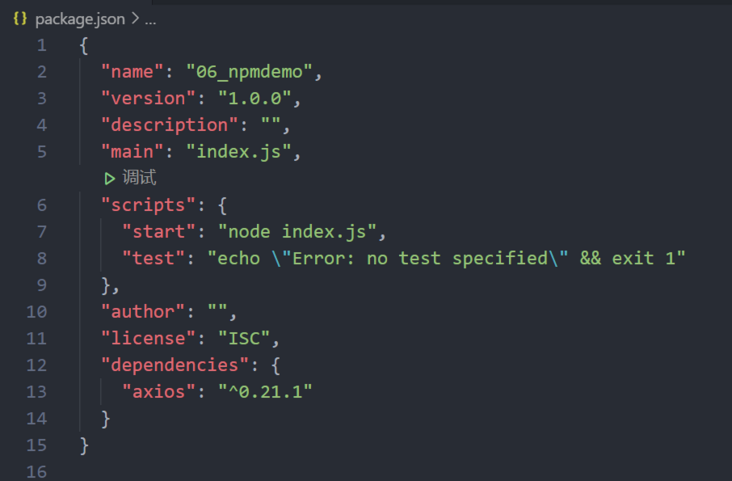 {} package.json > ...
1 {
2 "name": "06_npmdemo",
3 "version": "1.0.0",
4 "description": "",
5 "main": "index.js",
调试
6 "scripts": {
7 "start": "node index.js",
8 "test": "echo \"Error: no test specified\" && exit 1"
9 },
10 "author": "",
11 "license": "ISC",
12 "dependencies": {
13 "axios": "^0.21.1"
14 }
15 }
16